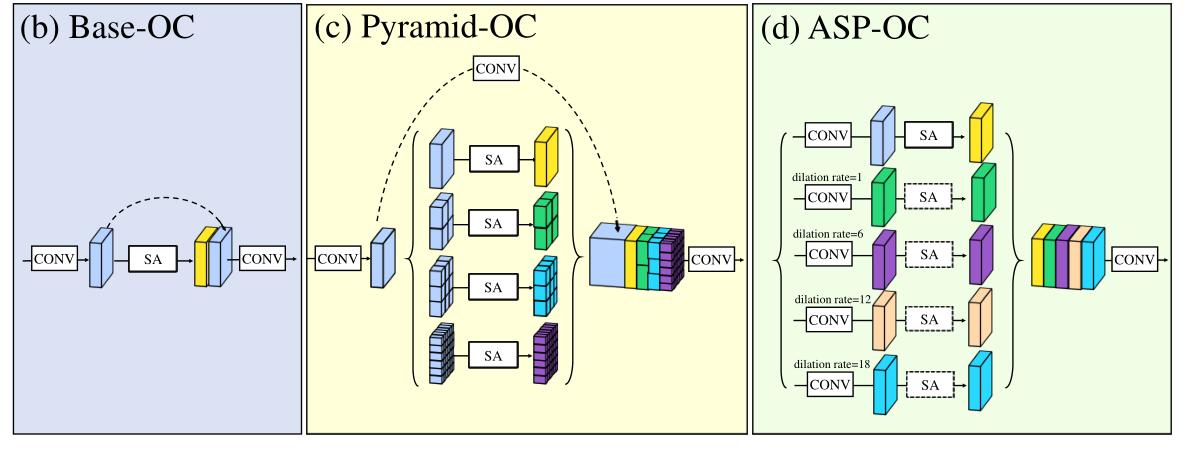 (b) Base-OC
CONV
SA
CONV
(c) Pyramid-OC
CONV
CONV
SA
SA
SA
SA
CONV
(d) ASP-OC
CONV
SA
dilation rate=1
CONV
SA
dilation rate=6
CONV
SA
dilation rate=12
CONV
SA
dilation rate=18
CONV
SA
CONV